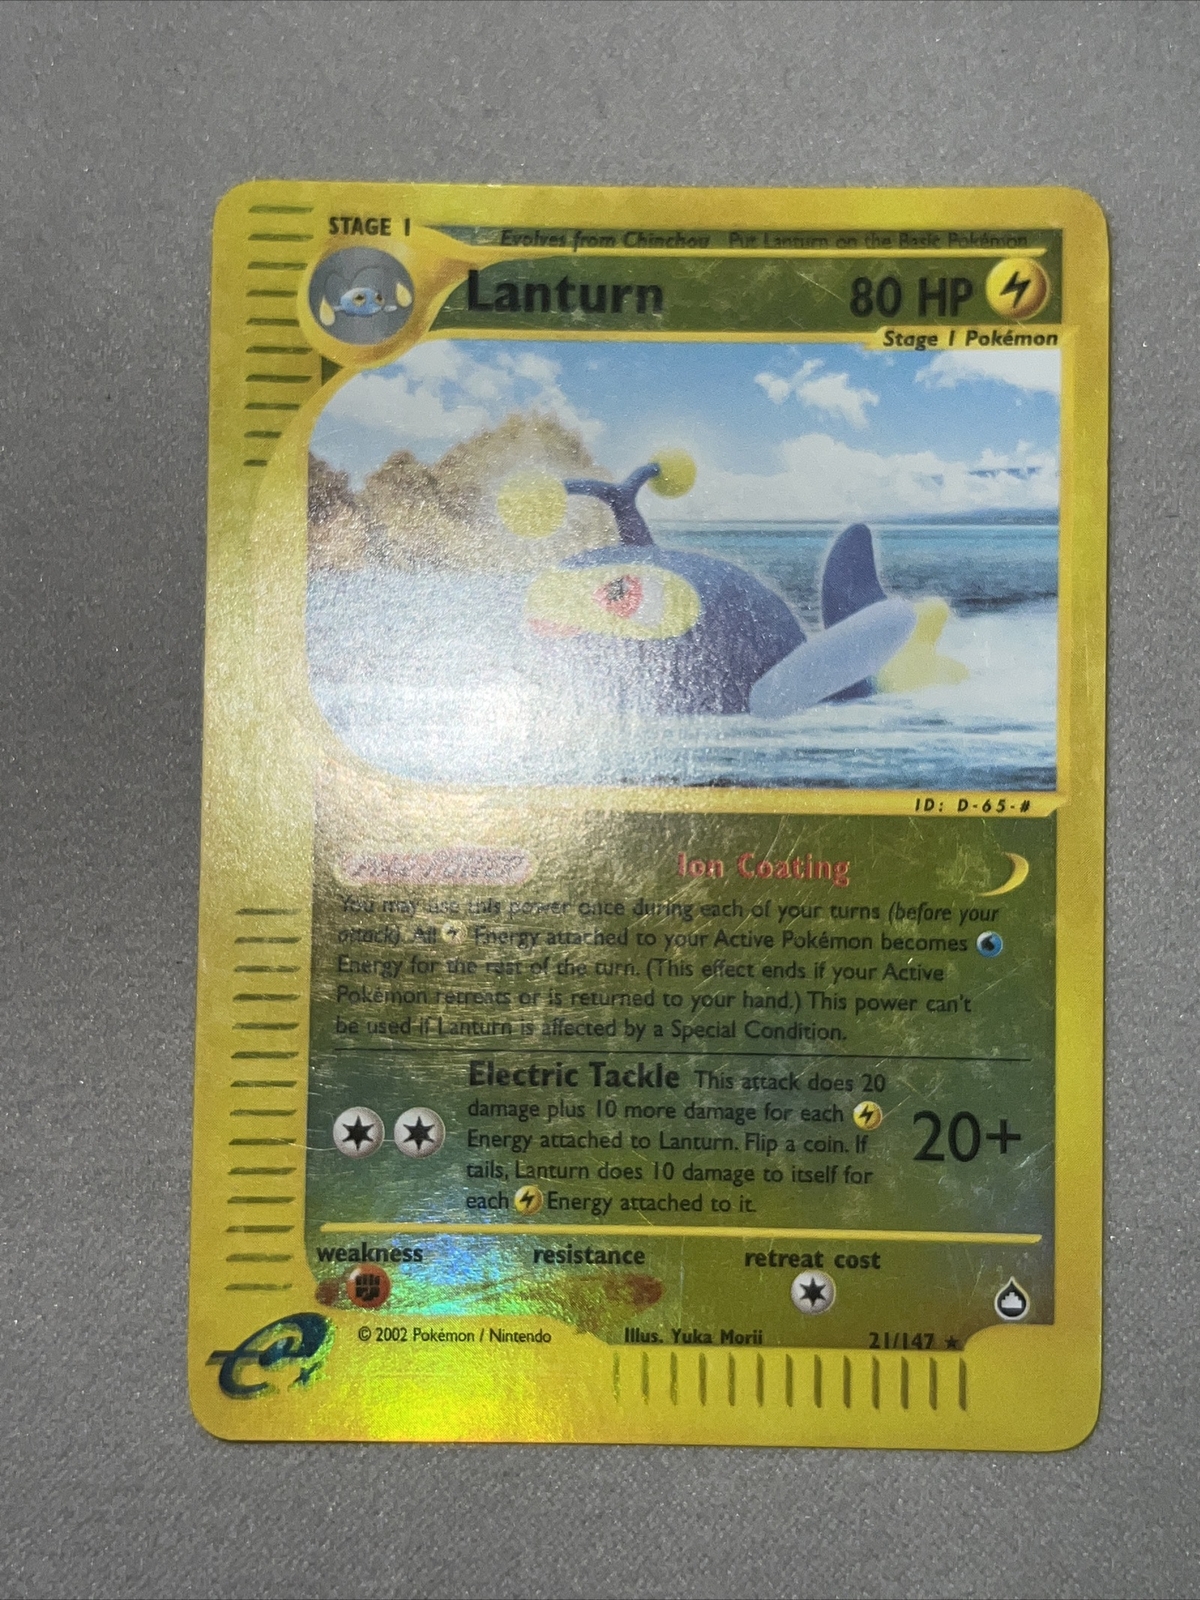 STAGE 1
Evolves from Chinchou Put Lanturn on the Basic Pokémon
Lanturn 80 HP
Stage 1 Pokémon
ID: D-65-#
Ion Coating
You may use this power once during each of your turns (before your
attack). All Energy attached to your Active Pokémon becomes
Energy for the rest of the turn. (This effect ends if your Active
Pokémon retreats or is returned to your hand.) This power can't
be used if Lanturn is affected by a Special Condition.
Electric Tackle This attack does 20
damage plus 10 more damage for each
Energy attached to Lanturn. Flip a coin. If
tails, Lanturn does 10 damage to itself for
each Energy attached to it.
20+
weakness resistance retreat cost
© 2002 Pokémon / Nintendo Illus. Yuka Morii 21/147 ★
e